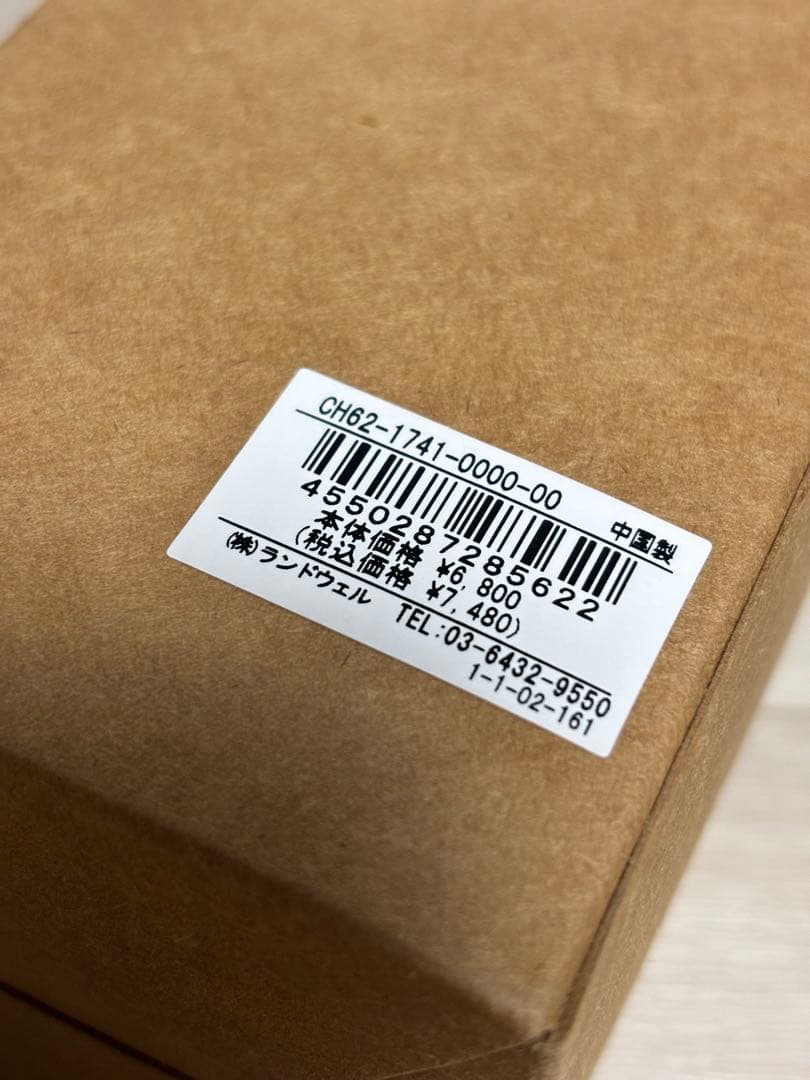 CH62-1741-0000-00
中国製
4550287285622
本体価格 ¥6,800
(税込価格 ¥7,480)
(株)ランドウェル TEL:03-6432-9550
1-1-02-161